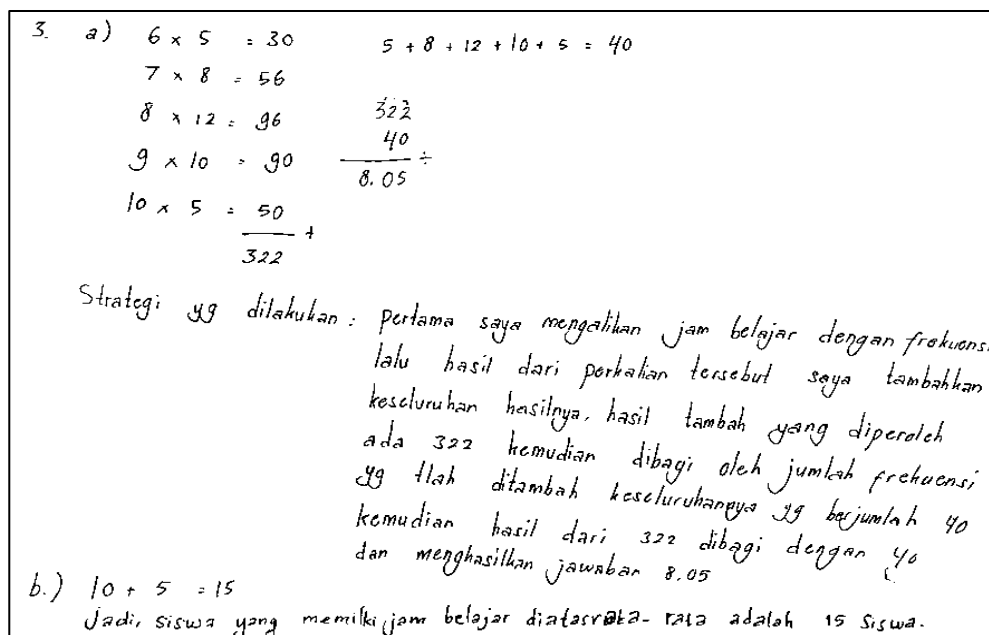 3. a) 6 x 5 = 30 5 + 8 + 12 + 10 + 5 = 40
7 x 8 = 56
8 x 12 = 96 322
40
9 x 10 = 90 ÷
8.05
10 x 5 = 50
+
322
Strategi yg dilakukan : pertama saya mengalikan jam belajar dengan frekuensi
lalu hasil dari perkalian tersebut saya tambahkan
keseluruhan hasilnya, hasil tambah yang diperoleh
ada 322 kemudian dibagi oleh jumlah frekuensi
yg tlah ditambah keseluruhannya yg berjumlah 40
kemudian hasil dari 322 dibagi dengan 40
dan menghasilkan jawaban 8.05
b.) 10 + 5 = 15
Jadi, siswa yang memilki jam belajar diatas rata-rata adalah 15 siswa.